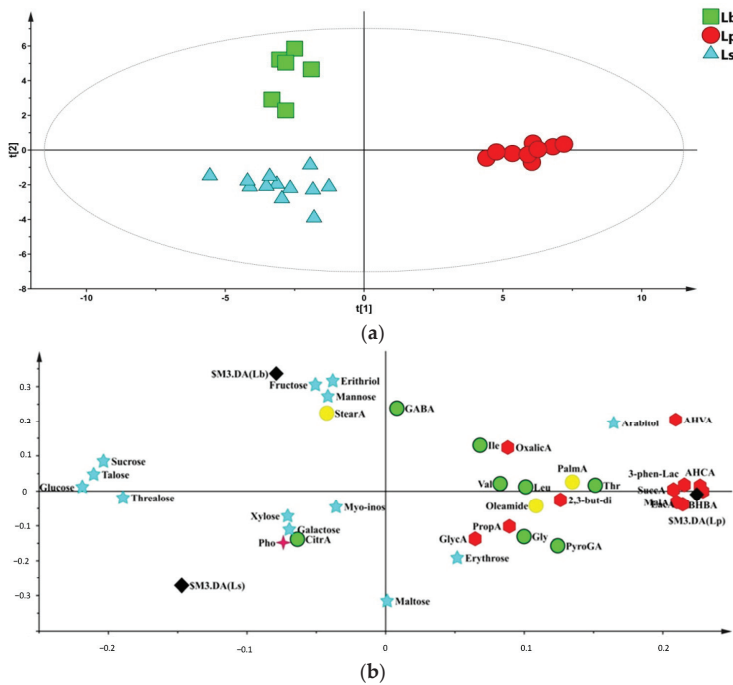 Lb
Lp
Ls
6
4
2
0
-2
-4
-6
-8
t[2]
-10
-5
0
5
10
t[1]
(a)
0.3
0.2
0.1
0
−0.1
−0.2
−0.3
$M3.DA(Lb)
Fructose
Erithriol
Mannose
StearA
GABA
Arabitol
AHVA
Ile
OxalicA
Sucrose
Talose
Glucose
Threalose
Val
Leu
PalmA
Thr
3-phen-Lac
AHCA
SuccA
Oleamide
2,3-but-di
BHBA
$M3.DA(Lp)
Myo-inos
Xylose
Galactose
Pho
CitrA
PropA
GlycA
Gly
PyroGA
Erythrose
$M3.DA(Ls)
Maltose
−0.2
−0.1
0
0.1
0.2
(b)